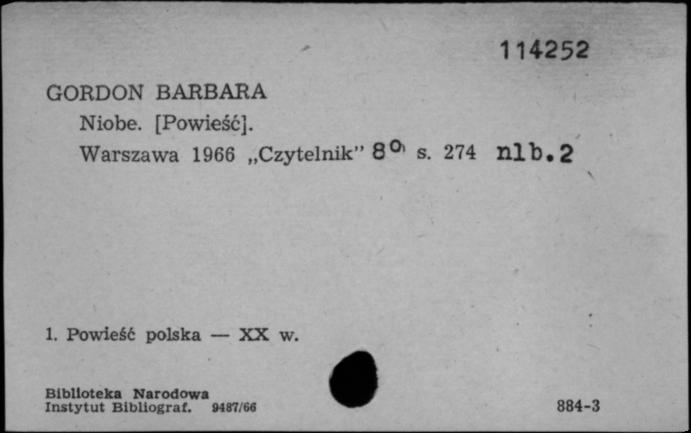 114252
GORDON BARBARA
Niobe. [Powieść].
Warszawa 1966 „Czytelnik” 8° s. 274 nlb.2
1. Powieść polska — XX w.
Biblioteka Narodowa
Instytut Bibliograf. 9487/66
884-3